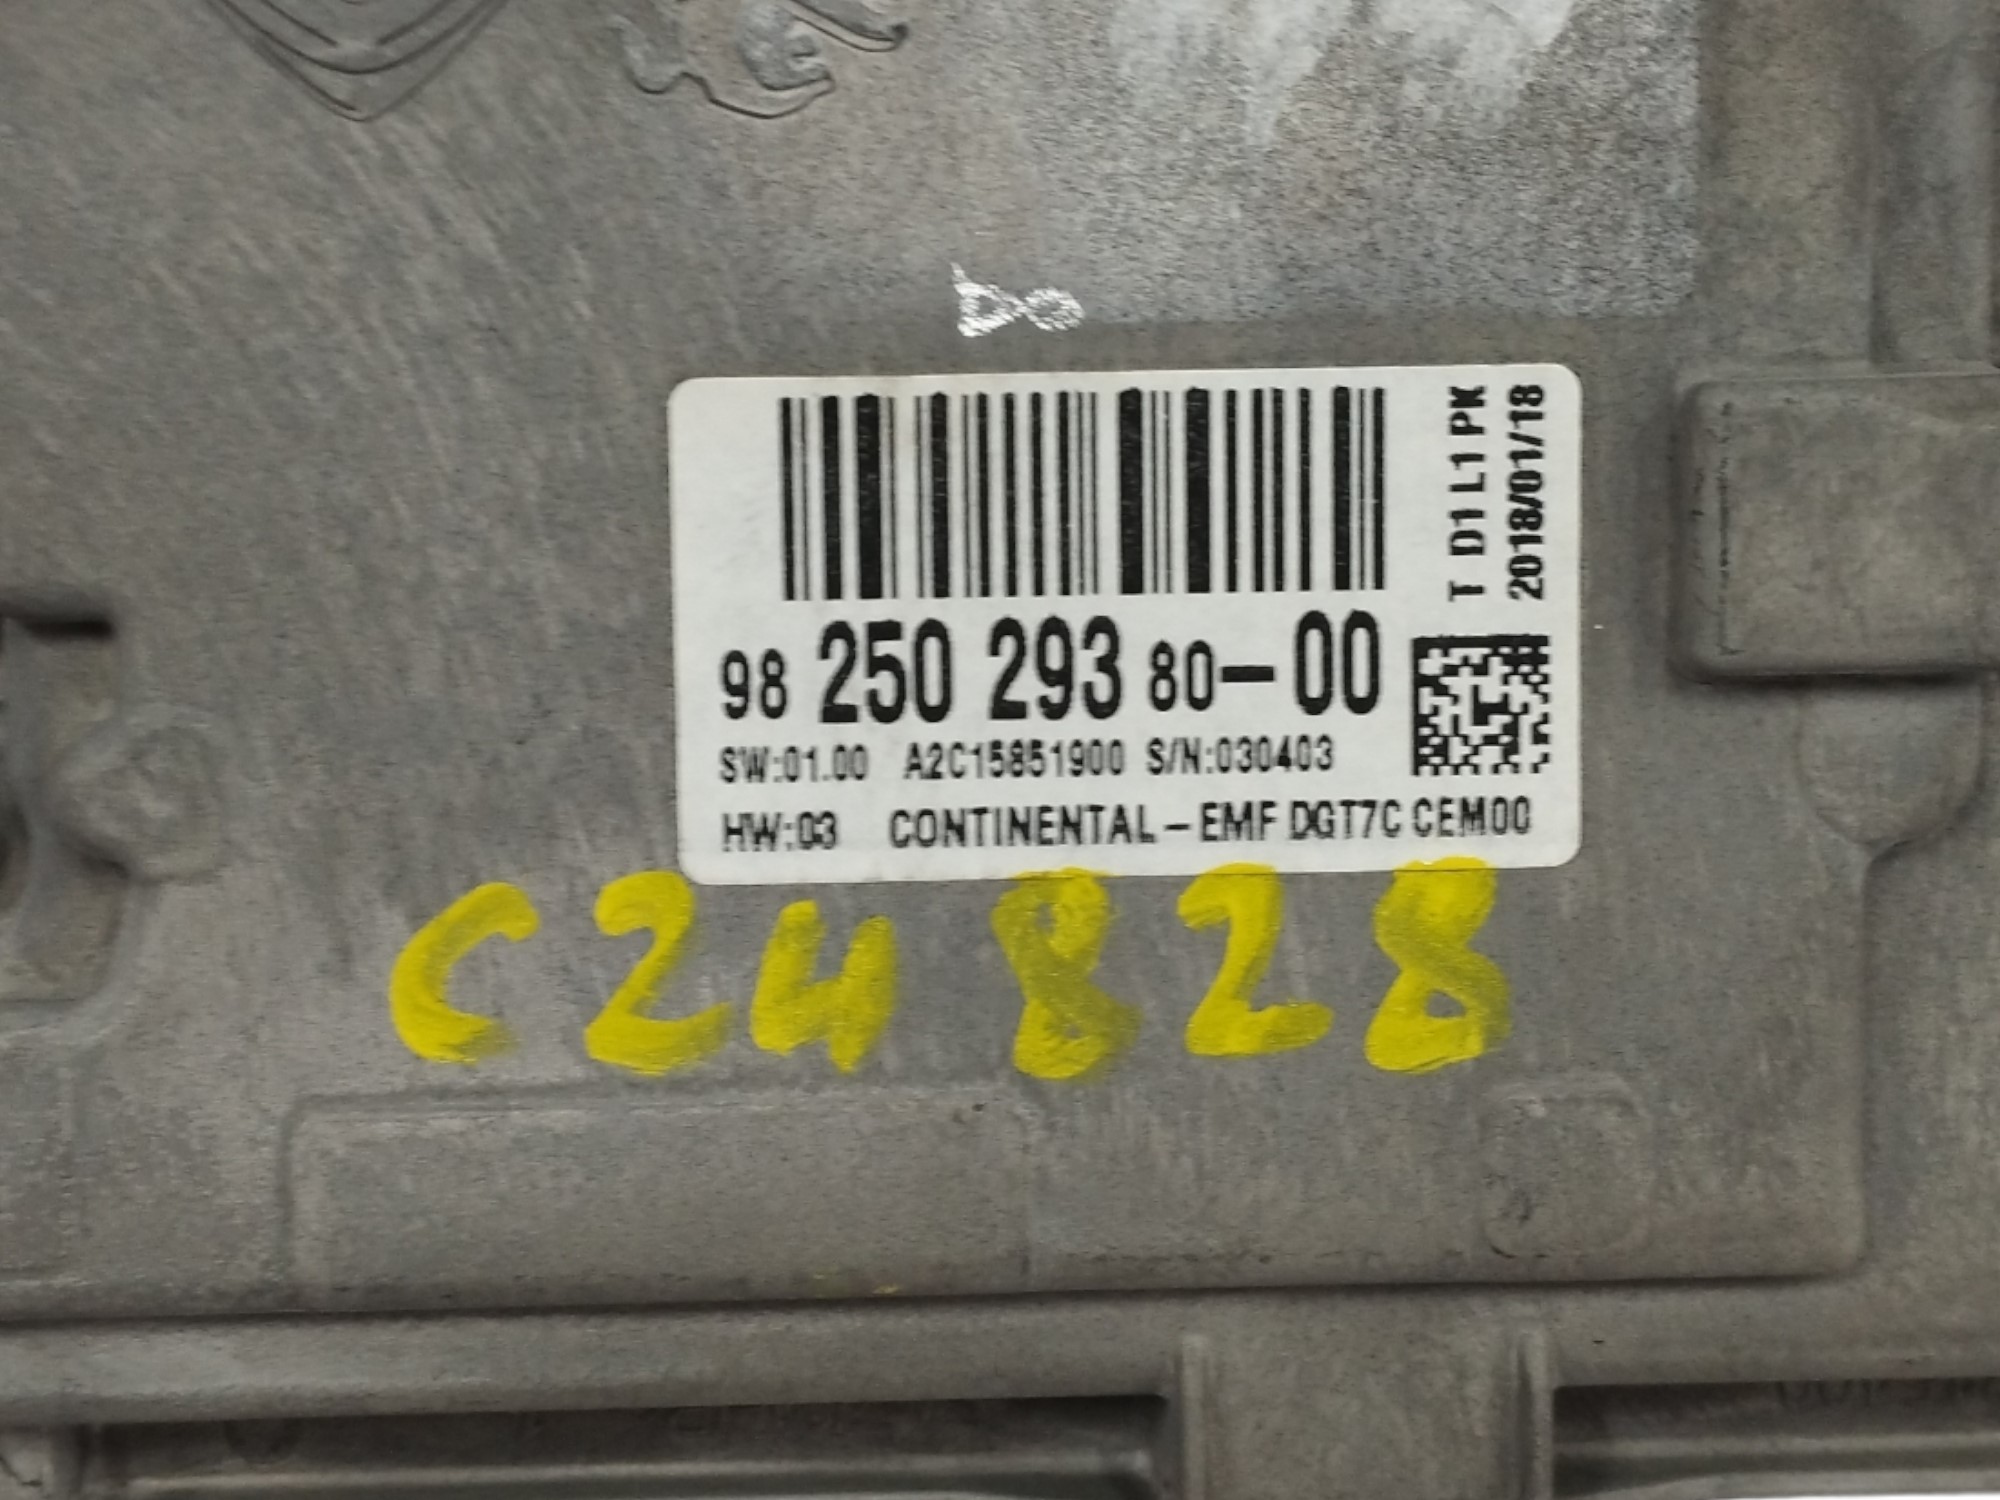 T D1 L1 PK
2018/01/18
98 250 293 80-00
SW:01.00 A2C15851900 S/N:030403
HW:03 CONTINENTAL-EMF DGT7C CEM00
C24828